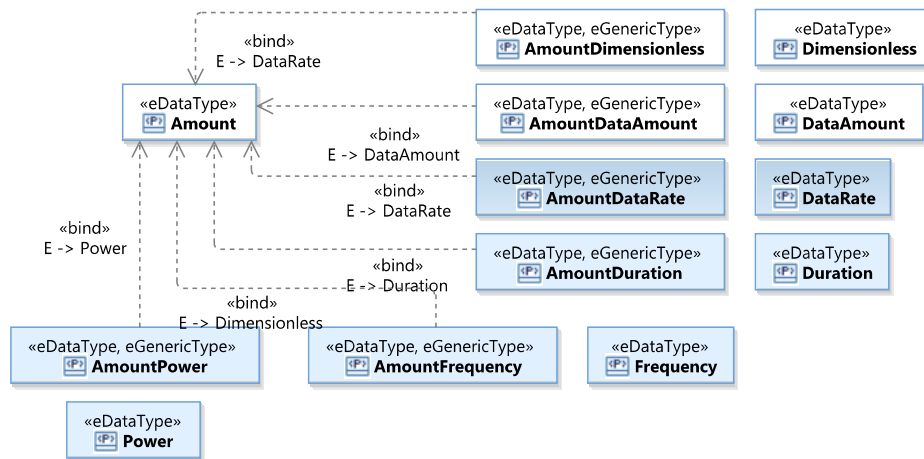 «eDataType, eGenericType»
AmountDimensionless
«eDataType»
Dimensionless
«bind»
E -> DataRate
«eDataType»
Amount
«eDataType, eGenericType»
AmountDataAmount
«eDataType»
DataAmount
«bind»
E -> DataAmount
«eDataType, eGenericType»
AmountDataRate
«eDataType»
DataRate
«bind»
E -> DataRate
«bind»
E -> Power
«eDataType, eGenericType»
AmountDuration
«eDataType»
Duration
«bind»
E -> Duration
«bind»
E -> Dimensionless
«eDataType, eGenericType»
AmountPower
«eDataType, eGenericType»
AmountFrequency
«eDataType»
Frequency
«eDataType»
Power